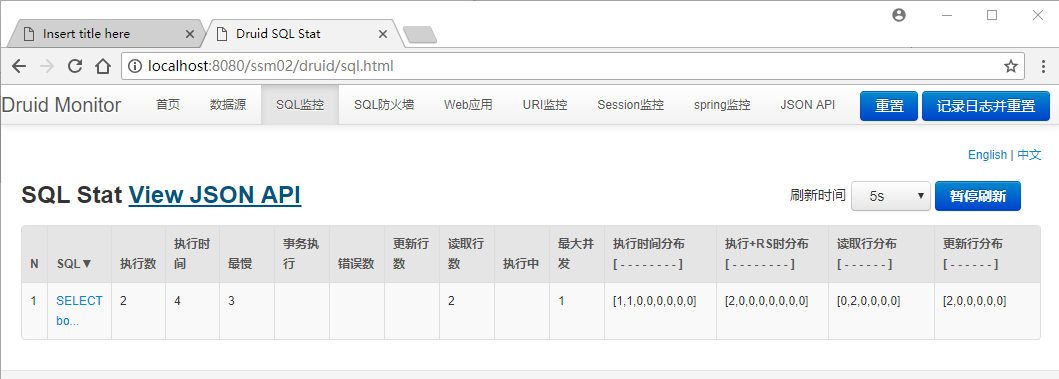 Insert title here
Druid SQL Stat
localhost:8080/ssm02/druid/sql.html
Druid Monitor 首页 数据源 SQL监控 SQL防火墙 Web应用 URI监控 Session监控 spring监控 JSON API 重置 记录日志并重置
English | 中文
SQL Stat View JSON API 刷新时间 5s 暂停刷新
N SQL▼ 执行数 执行时间 最慢 事务执行 错误数 更新行数 读取行数 执行中 最大并发 执行时间分布 [ - - - - - - - - ] 执行+RS时分布 [ - - - - - - - - ] 读取行分布 [ - - - - - - ] 更新行分布 [ - - - - - - ]
1 SELECT bo... 2 4 3 2 1 [1,1,0,0,0,0,0,0] [2,0,0,0,0,0,0,0] [0,2,0,0,0,0] [2,0,0,0,0,0]